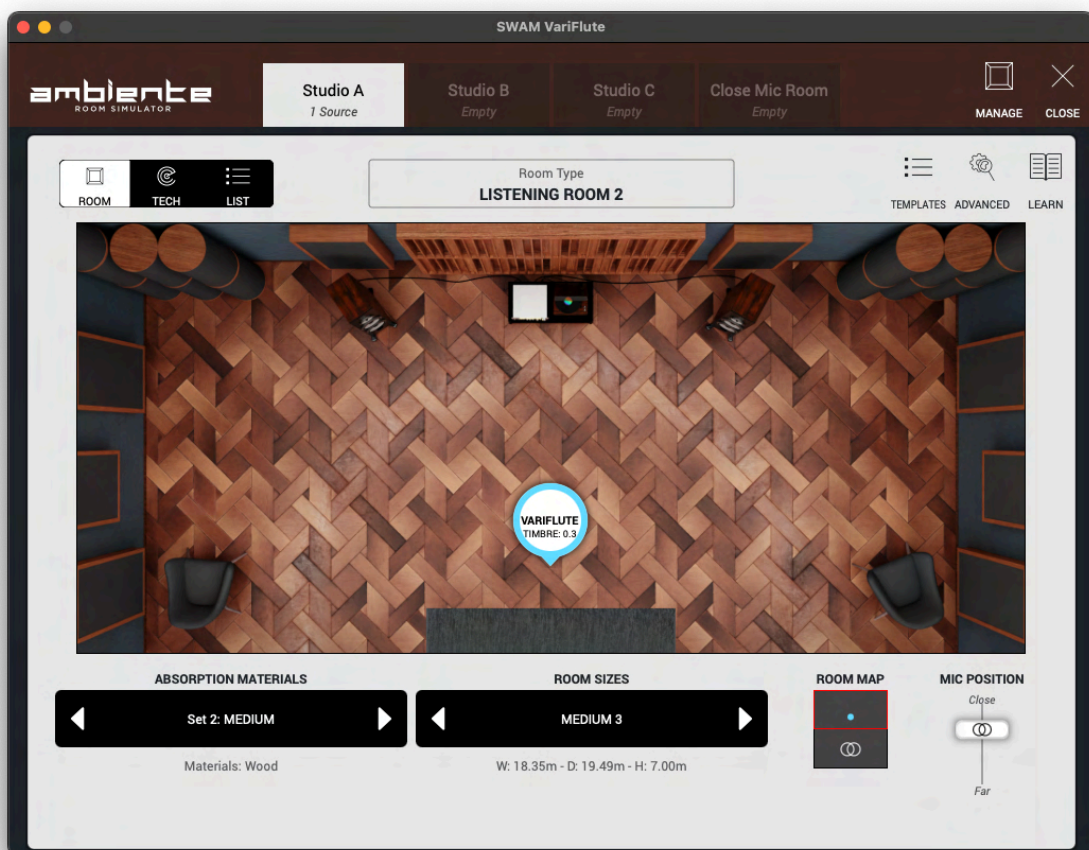 SWAM VariFlute
ambiente
ROOM SIMULATOR
Studio A
1 Source
Studio B
Empty
Studio C
Empty
Close Mic Room
Empty
MANAGE
CLOSE
ROOM
TECH
LIST
Room Type
LISTENING ROOM 2
TEMPLATES
ADVANCED
LEARN
VARIFLUTE
TIMBRE: 0.3
ABSORPTION MATERIALS
Set 2: MEDIUM
Materials: Wood
ROOM SIZES
MEDIUM 3
W: 18.35m - D: 19.49m - H: 7.00m
ROOM MAP
MIC POSITION
Close
Far